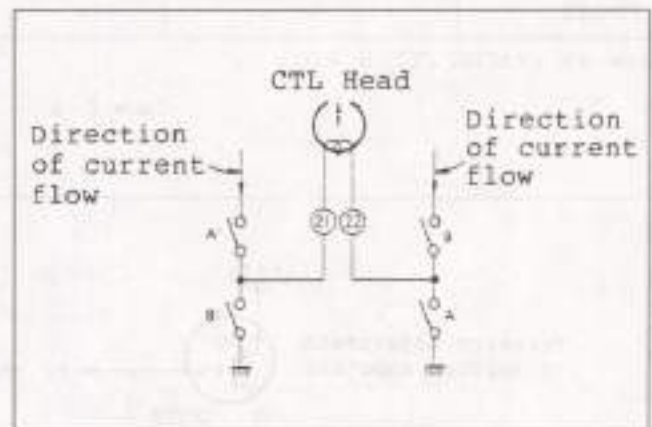 CTL Head
Direction
of current
flow
Direction
of current
flow
21
22
A
B
B
A